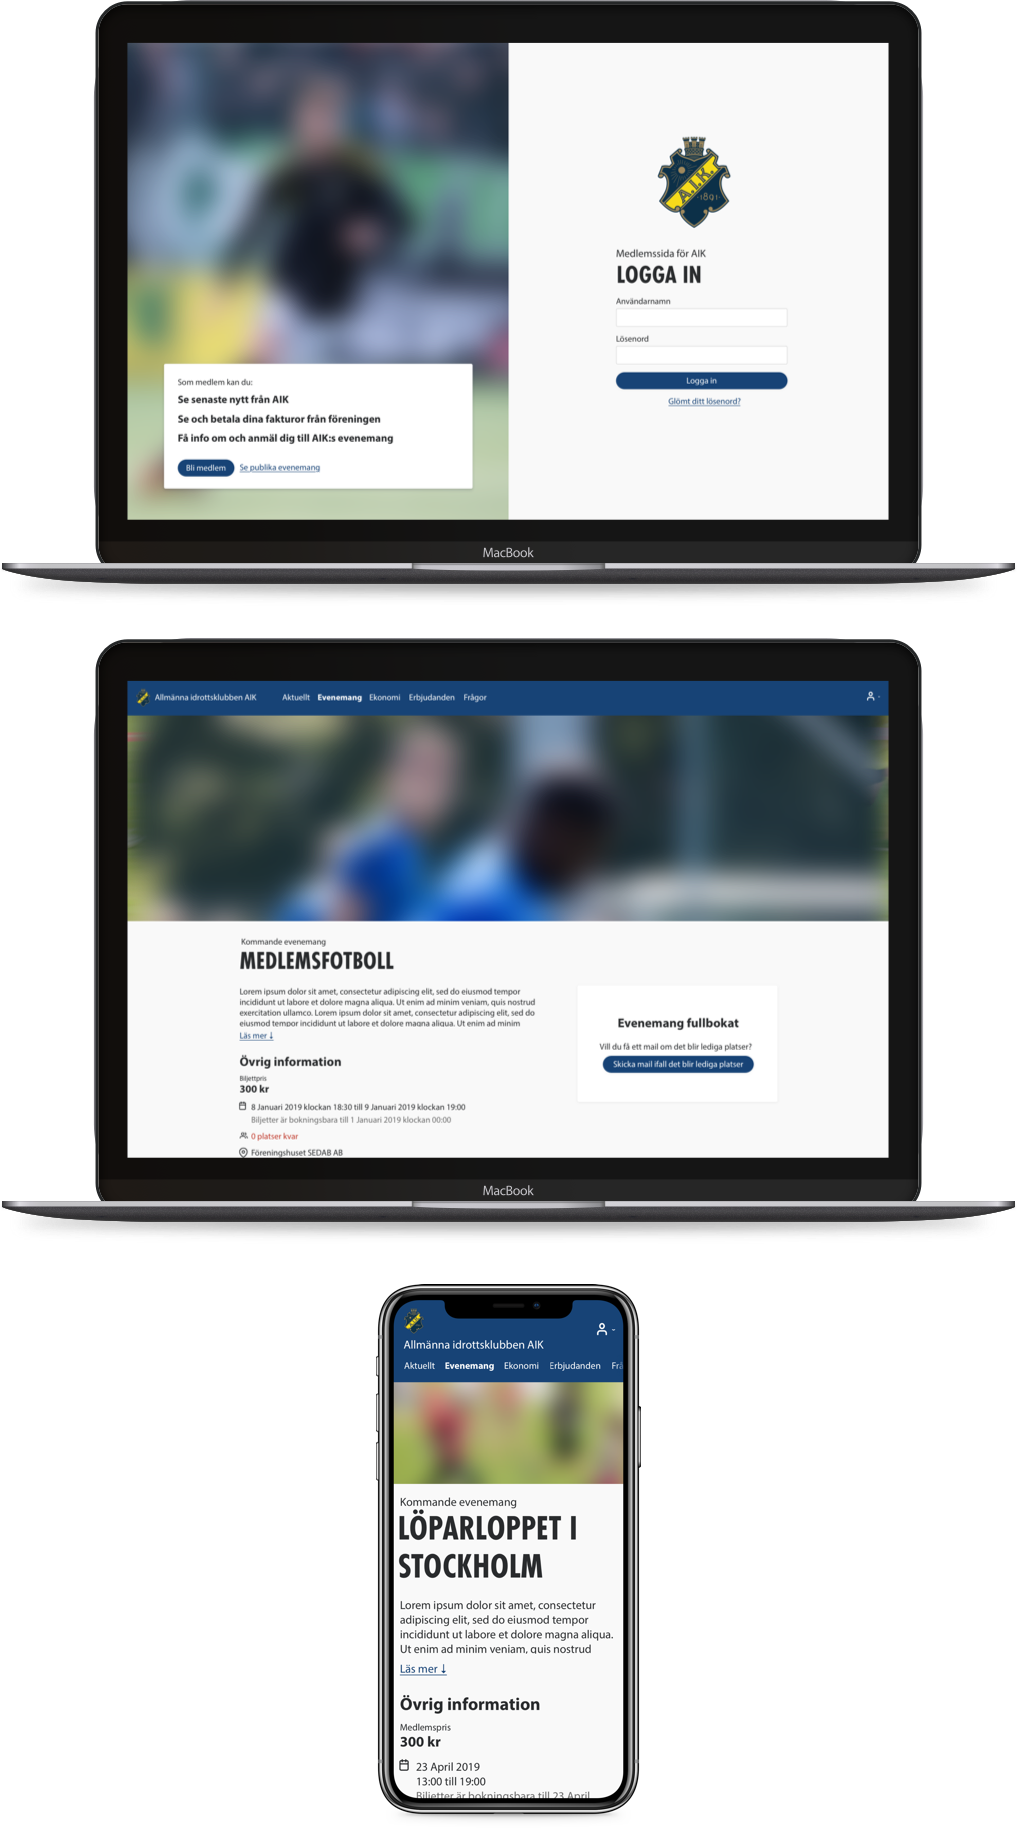 A.I.K.
1891
Medlemssida för AIK
LOGGA IN
Användarnamn
Lösenord
Logga in
Glömt ditt lösenord?
Som medlem kan du:
Se senaste nytt från AIK
Se och betala dina fakturor från föreningen
Få info om och anmäl dig till AIK:s evenemang
Bli medlem Se publika evenemang
MacBook
Allmänna idrottsklubben AIK Aktuellt Evenemang Ekonomi Erbjudanden Frågor
Kommande evenemang
MEDLEMSFOTBOLL
Lorem ipsum dolor sit amet, consectetur adipiscing elit, sed do eiusmod tempor
incididunt ut labore et dolore magna aliqua. Ut enim ad minim veniam, quis nostrud
exercitation ullamco. Lorem ipsum dolor sit amet, consectetur adipiscing elit, sed do
eiusmod tempor incididunt ut labore et dolore magna aliqua. Ut enim ad minim
Läs mer ↓
Övrig information
Biljettpris
300 kr
8 Januari 2019 klockan 18:30 till 9 Januari 2019 klockan 19:00
Biljetter är bokningsbara till 1 Januari 2019 klockan 00:00
0 platser kvar
Föreningshuset SEDAB AB
Evenemang fullbokat
Vill du få ett mail om det blir lediga platser?
Skicka mail ifall det blir lediga platser
MacBook
A.I.K.
Allmänna idrottsklubben AIK
Aktuellt Evenemang Ekonomi Erbjudanden Frå
Kommande evenemang
LÖPARLOPPET I
STOCKHOLM
Lorem ipsum dolor sit amet, consectetur
adipiscing elit, sed do eiusmod tempor
incididunt ut labore et dolore magna aliqua.
Ut enim ad minim veniam, quis nostrud
Läs mer ↓
Övrig information
Medlemspris
300 kr
23 April 2019
13:00 till 19:00
Biljetter är bokningsbara till 23 April